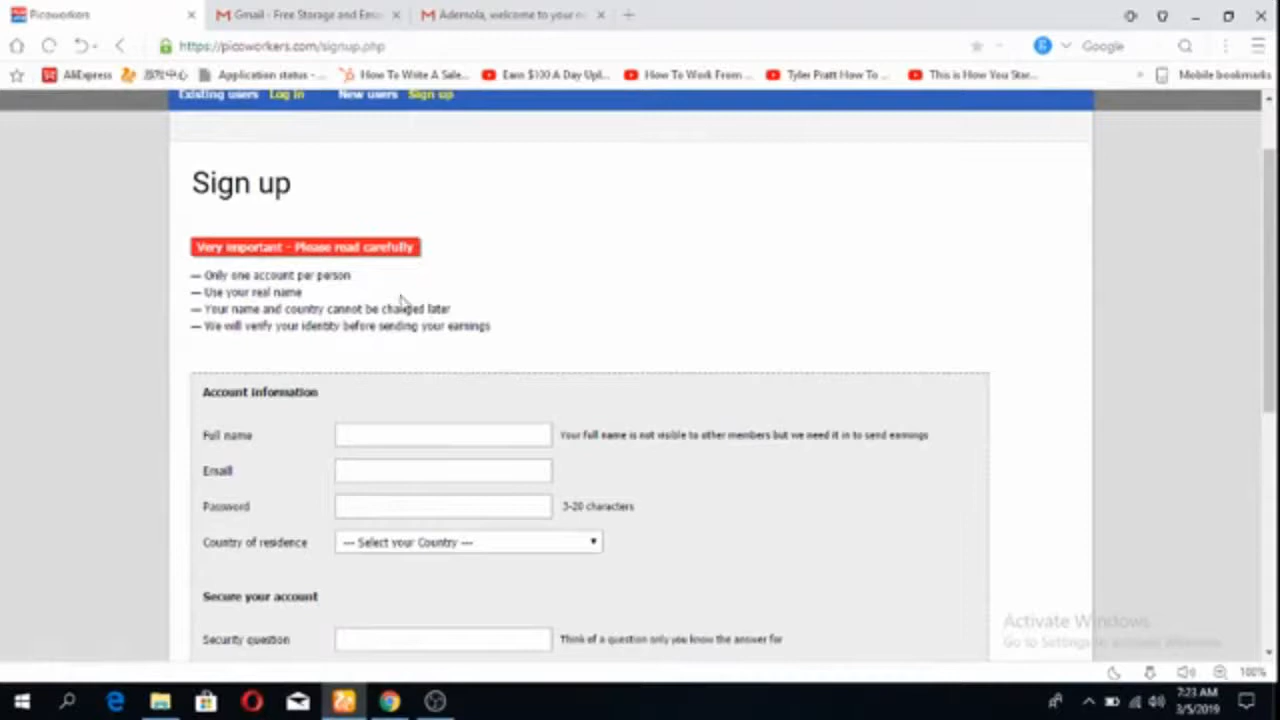 Picoworkers
Gmail - Free Storage and Ema
Ademola, welcome to your n
https://picoworkers.com/signup.php
Google
AliExpress
游戏中心
Application status - ...
How To Write A Sale...
Earn $100 A Day Upl...
How To Work From ...
Tyler Pratt How To ...
This is How You Star...
Mobile bookmarks
Existing users Log in New users Sign up
Sign up
Very important - Please read carefully
— Only one account per person
— Use your real name
— Your name and country cannot be changed later
— We will verify your identity before sending your earnings
Account information
Full name
Your full name is not visible to other members but we need it in to send earnings
Email
Password
3-20 characters
Country of residence
--- Select your Country ---
Secure your account
Security question
Think of a question only you know the answer for
Activate Windows
Go to Settings to activate Windows.
100%
7:23 AM
3/5/2019